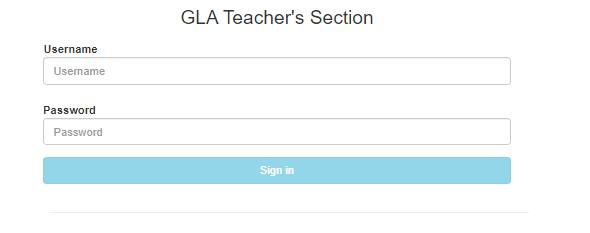 GLA Teacher's Section
Username
Username
Password
Password
Sign in